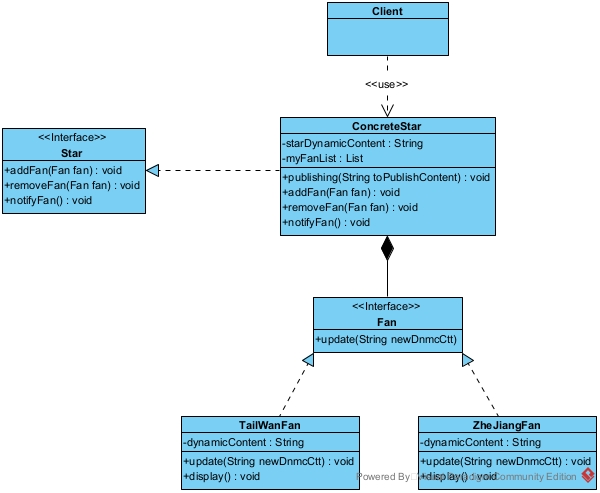 Client
<<use>>
ConcreteStar
-starDynamicContent : String
-myFanList : List
+publishing(String toPublishContent) : void
+addFan(Fan fan) : void
+removeFan(Fan fan) : void
+notifyFan() : void
<<Interface>>
Star
+addFan(Fan fan) : void
+removeFan(Fan fan) : void
+notifyFan() : void
<<Interface>>
Fan
+update(String newDnmcCtt)
TailWanFan
-dynamicContent : String
+update(String newDnmcCtt) : void
+display() : void
ZheJiangFan
-dynamicContent : String
+update(String newDnmcCtt) : void
+display() : void
Powered By Visual Paradigm Community Edition